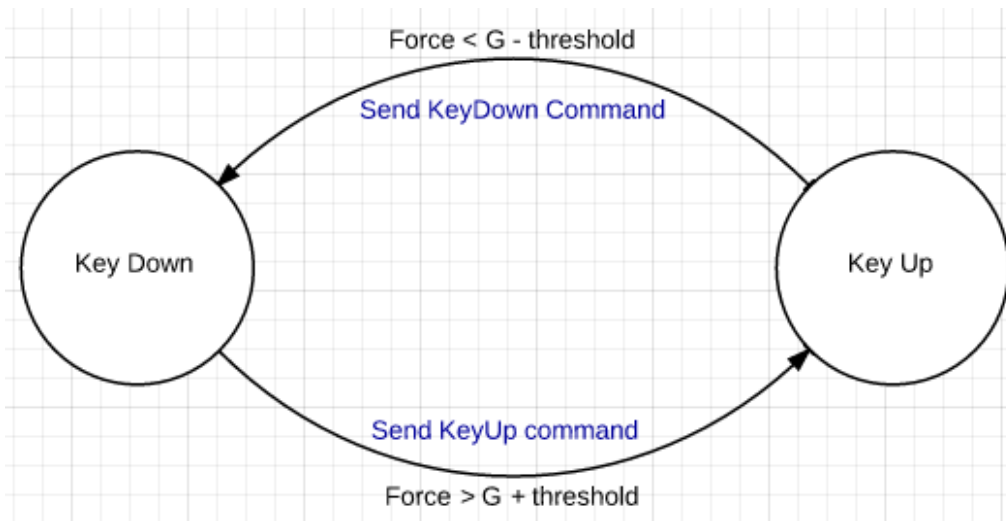 Force < G - threshold
Send KeyDown Command
Key Down
Key Up
Send KeyUp command
Force > G + threshold